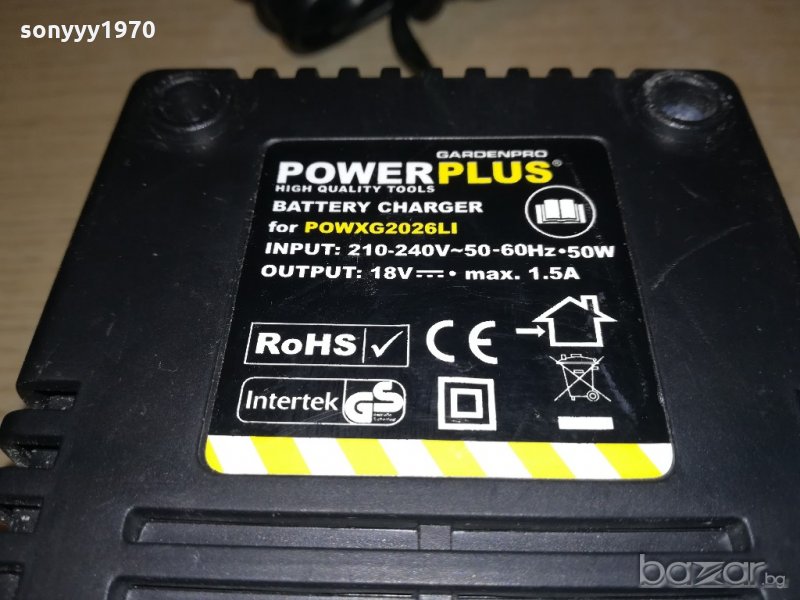 sonyyy1970
GARDENPRO
POWERPLUS®
HIGH QUALITY TOOLS
BATTERY CHARGER
for POWXG2026LI
INPUT: 210-240V~50-60Hz•50W
OUTPUT: 18V⎓• max. 1.5A
RoHS ✓
CE
Intertek GS
bazar.bg